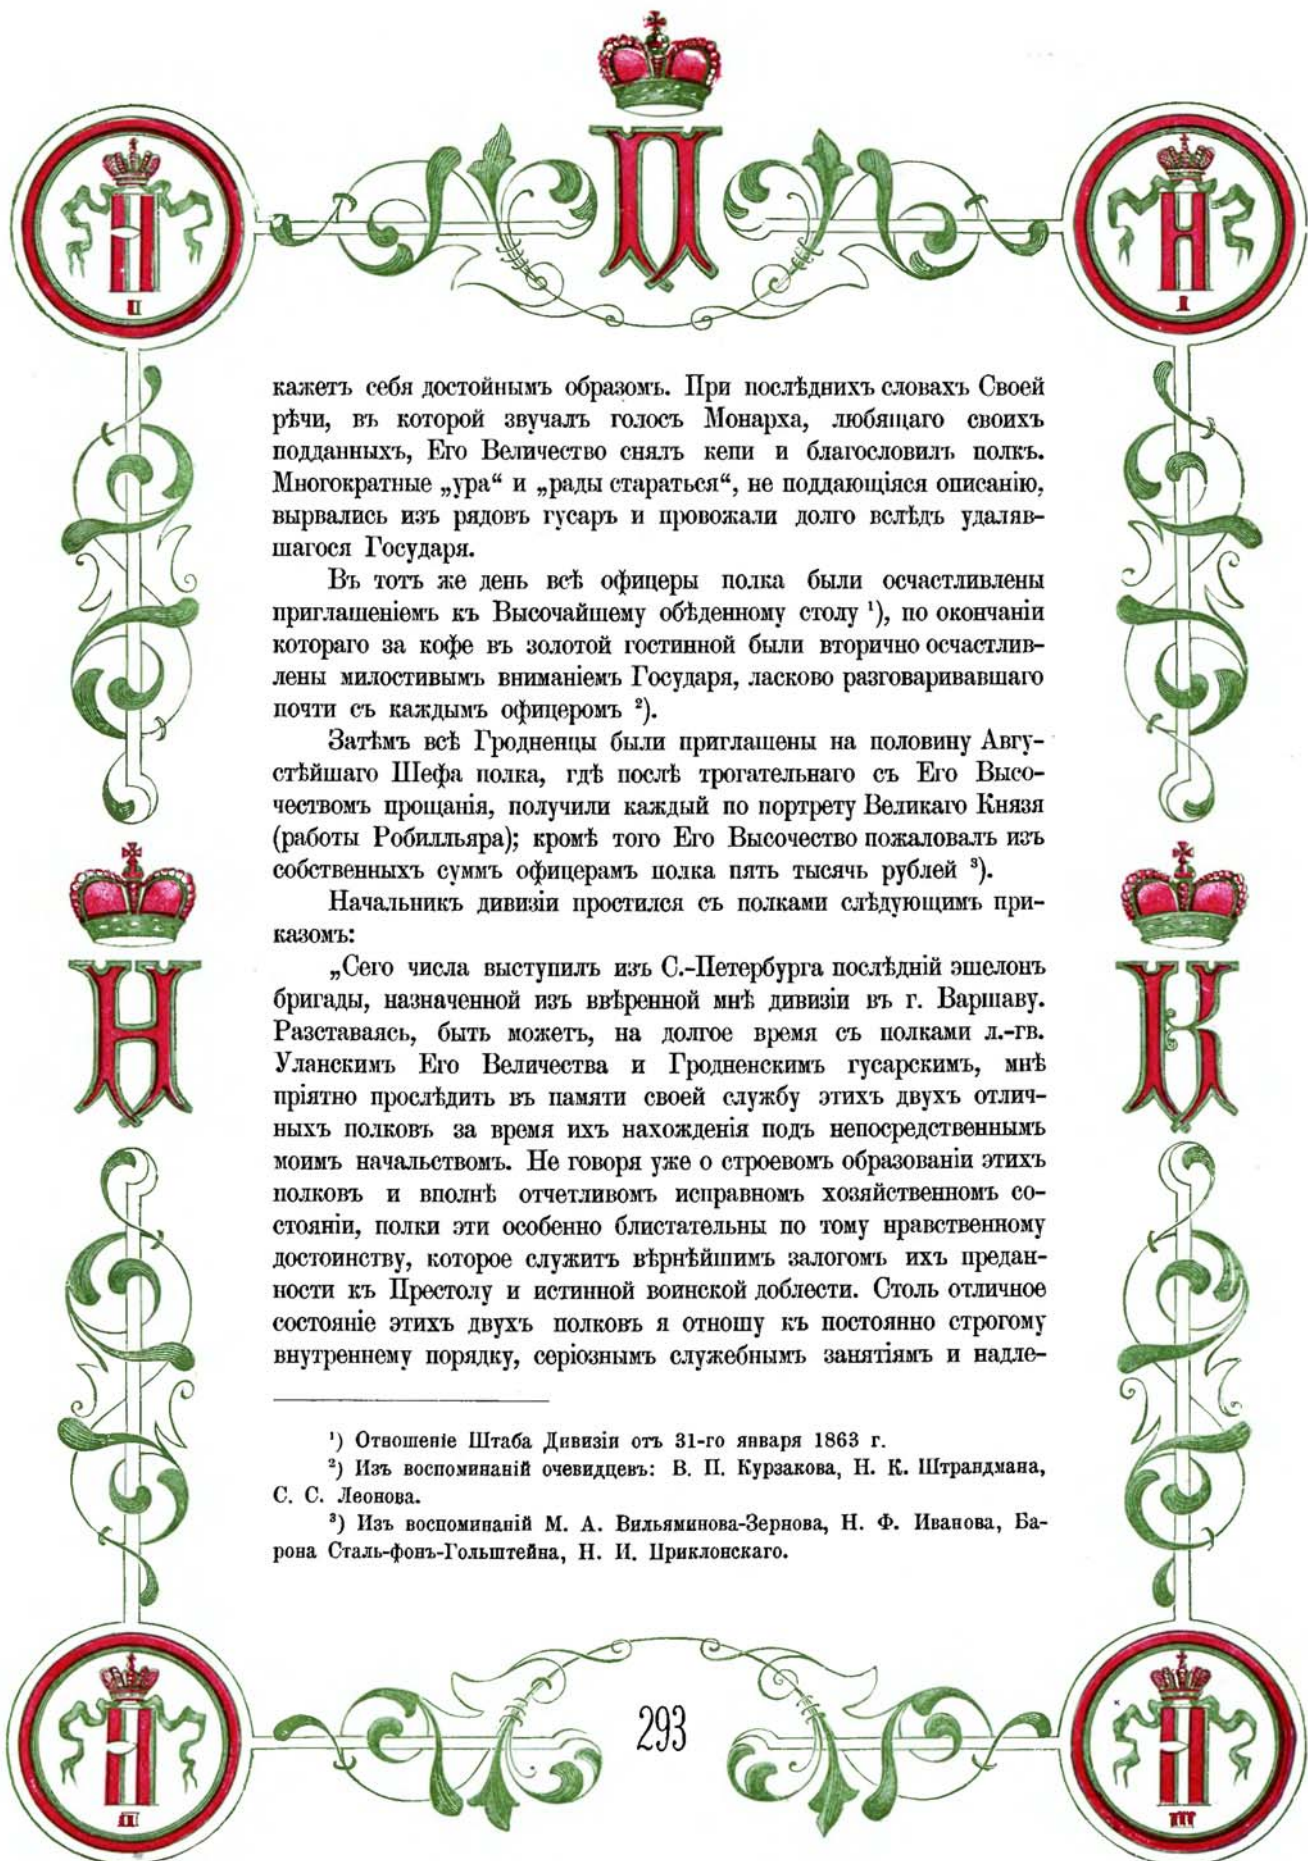 П
II
I
кажетъ себя достойнымъ образомъ. При послѣднихъ словахъ Своей
рѣчи, въ которой звучалъ голосъ Монарха, любящаго своихъ
подданныхъ, Его Величество снялъ кепи и благословилъ полкъ.
Многократные „ура“ и „рады стараться“, не поддающіяся описанію,
вырвались изъ рядовъ гусаръ и провожали долго вслѣдъ удаляв-
шагося Государя.
Въ тотъ же день всѣ офицеры полка были осчастливлены
приглашеніемъ къ Высочайшему обѣденному столу ¹), по окончаніи
котораго за кофе въ золотой гостинной были вторично осчастлив-
лены милостивымъ вниманіемъ Государя, ласково разговаривавшаго
почти съ каждымъ офицеромъ ²).
Затѣмъ всѣ Гродненцы были приглашены на половину Авгу-
стѣйшаго Шефа полка, гдѣ послѣ трогательнаго съ Его Высо-
чествомъ прощанія, получили каждый по портрету Великаго Князя
(работы Робилльяра); кромѣ того Его Высочество пожаловалъ изъ
собственныхъ суммъ офицерамъ полка пять тысячь рублей ³).
Начальникъ дивизіи простился съ полками слѣдующимъ при-
казомъ:
„Сего числа выступилъ изъ С.-Петербурга послѣдній эшелонъ
бригады, назначенной изъ ввѣренной мнѣ дивизіи въ г. Варшаву.
Разставаясь, быть можетъ, на долгое время съ полками л.-гв.
Уланскимъ Его Величества и Гродненскимъ гусарскимъ, мнѣ
пріятно прослѣдить въ памяти своей службу этихъ двухъ отлич-
ныхъ полковъ за время ихъ нахожденія подъ непосредственнымъ
моимъ начальствомъ. Не говоря уже о строевомъ образованіи этихъ
полковъ и вполнѣ отчетливомъ исправномъ хозяйственномъ со-
стояніи, полки эти особенно блистательны по тому нравственному
достоинству, которое служитъ вѣрнѣйшимъ залогомъ ихъ предан-
ности къ Престолу и истинной воинской доблести. Столь отличное
состояніе этихъ двухъ полковъ я отношу къ постоянно строгому
внутреннему порядку, серіознымъ служебнымъ занятіямъ и надле-
Н
К
¹) Отношеніе Штаба Дивизіи отъ 31-го января 1863 г.
²) Изъ воспоминаній очевидцевъ: В. П. Курзакова, Н. К. Штрандмана,
С. С. Леонова.
³) Изъ воспоминаній М. А. Вильяминова-Зернова, Н. Ф. Иванова, Ба-
рона Сталь-фонъ-Гольштейна, Н. И. Приклонскаго.
293
III